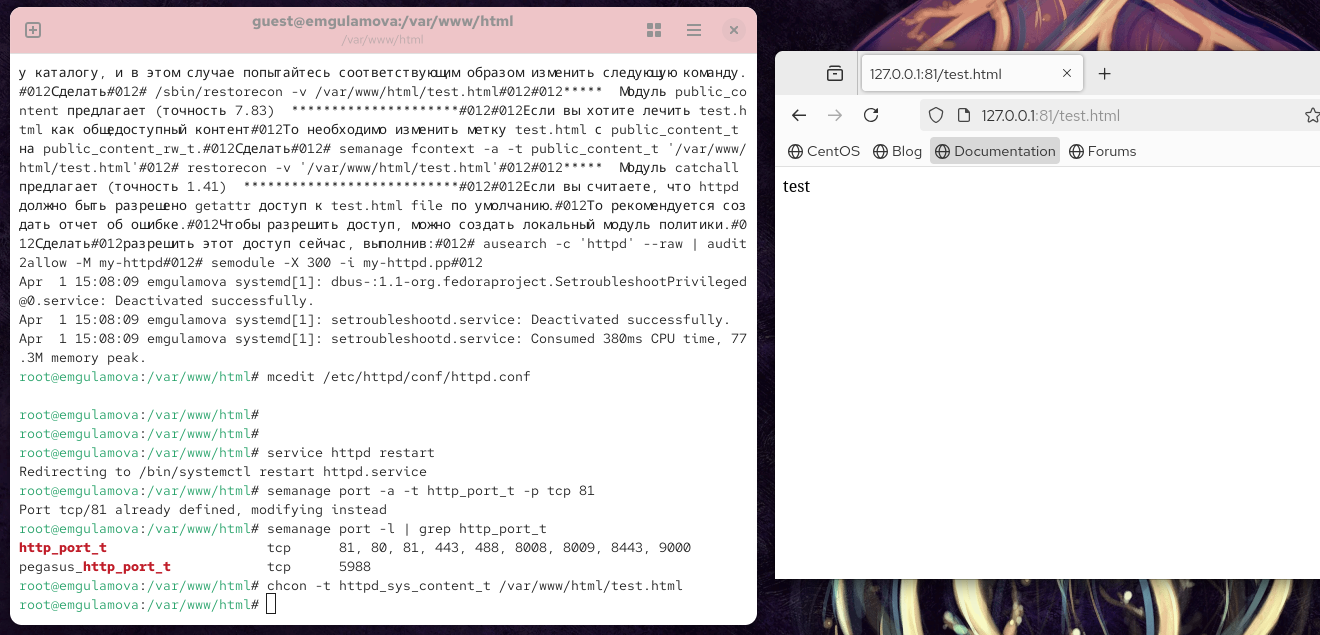 guest@emgulamova:/var/www/html
/var/www/html
у каталогу, и в этом случае попытайтесь соответствующим образом изменить следующую команду.
#012Сделать#012# /sbin/restorecon -v /var/www/html/test.html#012#012***** Модуль public_co
ntent предлагает (точность 7.83) *********************#012#012Если вы хотите лечить test.h
tml как общедоступный контент#012То необходимо изменить метку test.html с public_content_t
на public_content_rw_t.#012Сделать#012# semanage fcontext -a -t public_content_t '/var/www/
html/test.html'#012# restorecon -v '/var/www/html/test.html'#012#012***** Модуль catchall
предлагает (точность 1.41) **************************#012#012Если вы считаете, что httpd
должно быть разрешено getattr доступ к test.html file по умолчанию.#012То рекомендуется соз
дать отчет об ошибке.#012Чтобы разрешить доступ, можно создать локальный модуль политики.#0
12Сделать#012разрешить этот доступ сейчас, выполнив:#012# ausearch -c 'httpd' --raw | audit
2allow -M my-httpd#012# semodule -X 300 -i my-httpd.pp#012
Apr  1 15:08:09 emgulamova systemd[1]: dbus-:1.1-org.fedoraproject.SetroubleshootPrivileged
@0.service: Deactivated successfully.
Apr  1 15:08:09 emgulamova systemd[1]: setroubleshootd.service: Deactivated successfully.
Apr  1 15:08:09 emgulamova systemd[1]: setroubleshootd.service: Consumed 380ms CPU time, 77
.3M memory peak.
root@emgulamova:/var/www/html# mcedit /etc/httpd/conf/httpd.conf
root@emgulamova:/var/www/html#
root@emgulamova:/var/www/html#
root@emgulamova:/var/www/html# service httpd restart
Redirecting to /bin/systemctl restart httpd.service
root@emgulamova:/var/www/html# semanage port -a -t http_port_t -p tcp 81
Port tcp/81 already defined, modifying instead
root@emgulamova:/var/www/html# semanage port -l | grep http_port_t
http_port_t tcp 81, 80, 81, 443, 488, 8008, 8009, 8443, 9000
pegasus_http_port_t tcp 5988
root@emgulamova:/var/www/html# chcon -t httpd_sys_content_t /var/www/html/test.html
root@emgulamova:/var/www/html#
127.0.0.1:81/test.html
127.0.0.1:81/test.html
CentOS Blog Documentation Forums
test